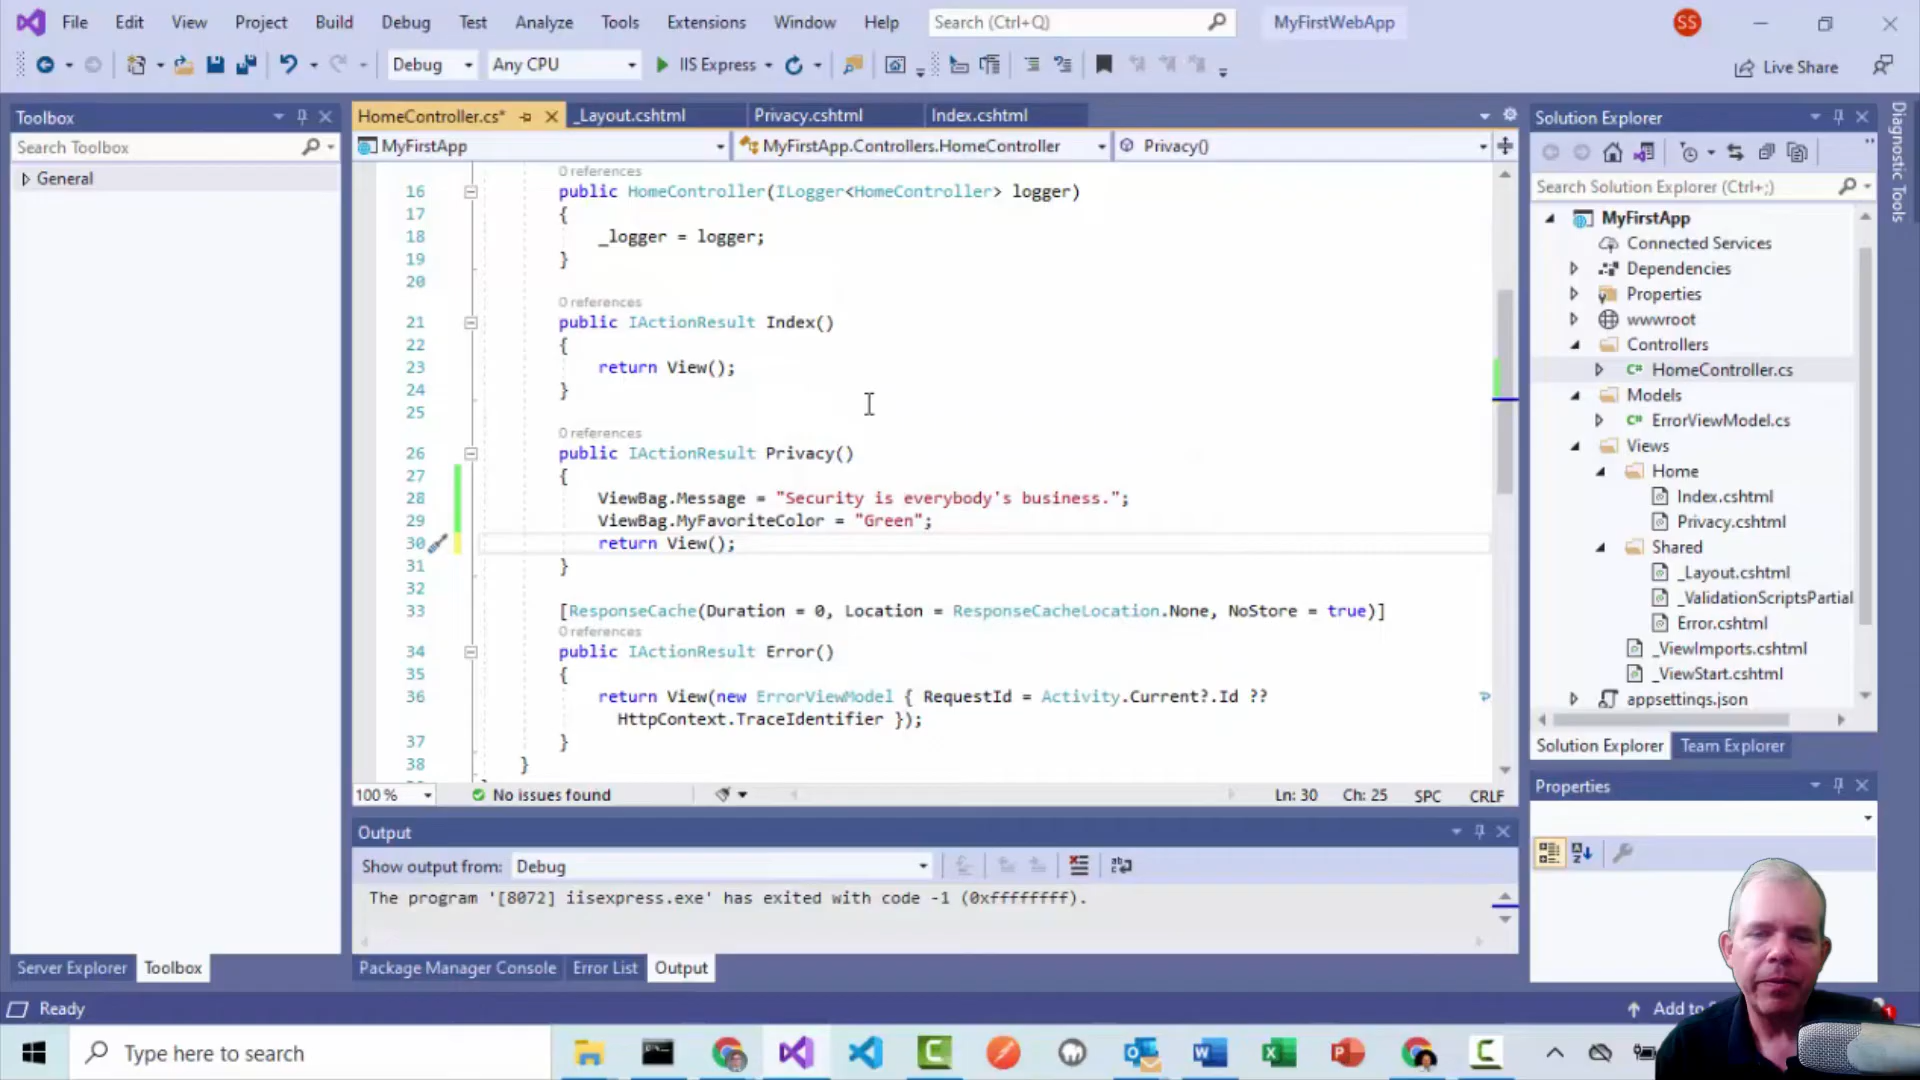 File Edit View Project Build Debug Test Analyze Tools Extensions Window Help Search (Ctrl+Q) MyFirstWebApp SS
Debug Any CPU IIS Express Live Share
Toolbox
Search Toolbox
General
HomeController.cs* _Layout.cshtml Privacy.cshtml Index.cshtml
MyFirstApp MyFirstApp.Controllers.HomeController Privacy()
0 references
16 public HomeController(ILogger<HomeController> logger)
17 {
18 _logger = logger;
19 }
20
0 references
21 public IActionResult Index()
22 {
23 return View();
24 }
25
0 references
26 public IActionResult Privacy()
27 {
28 ViewBag.Message = "Security is everybody's business.";
29 ViewBag.MyFavoriteColor = "Green";
30 return View();
31 }
32
33 [ResponseCache(Duration = 0, Location = ResponseCacheLocation.None, NoStore = true)]
0 references
34 public IActionResult Error()
35 {
36 return View(new ErrorViewModel { RequestId = Activity.Current?.Id ??
HttpContext.TraceIdentifier });
37 }
38 }
100 % No issues found Ln: 30 Ch: 25 SPC CRLF
Output
Show output from: Debug
The program '[8072] iisexpress.exe' has exited with code -1 (0xffffffff).
Server Explorer Toolbox
Package Manager Console Error List Output
Solution Explorer
Search Solution Explorer (Ctrl+;)
MyFirstApp
Connected Services
Dependencies
Properties
wwwroot
Controllers
C# HomeController.cs
Models
C# ErrorViewModel.cs
Views
Home
Index.cshtml
Privacy.cshtml
Shared
_Layout.cshtml
_ValidationScriptsPartial
Error.cshtml
_ViewImports.cshtml
_ViewStart.cshtml
appsettings.json
Solution Explorer Team Explorer
Properties
Diagnostic Tools
Ready
Add to
1
Type here to search